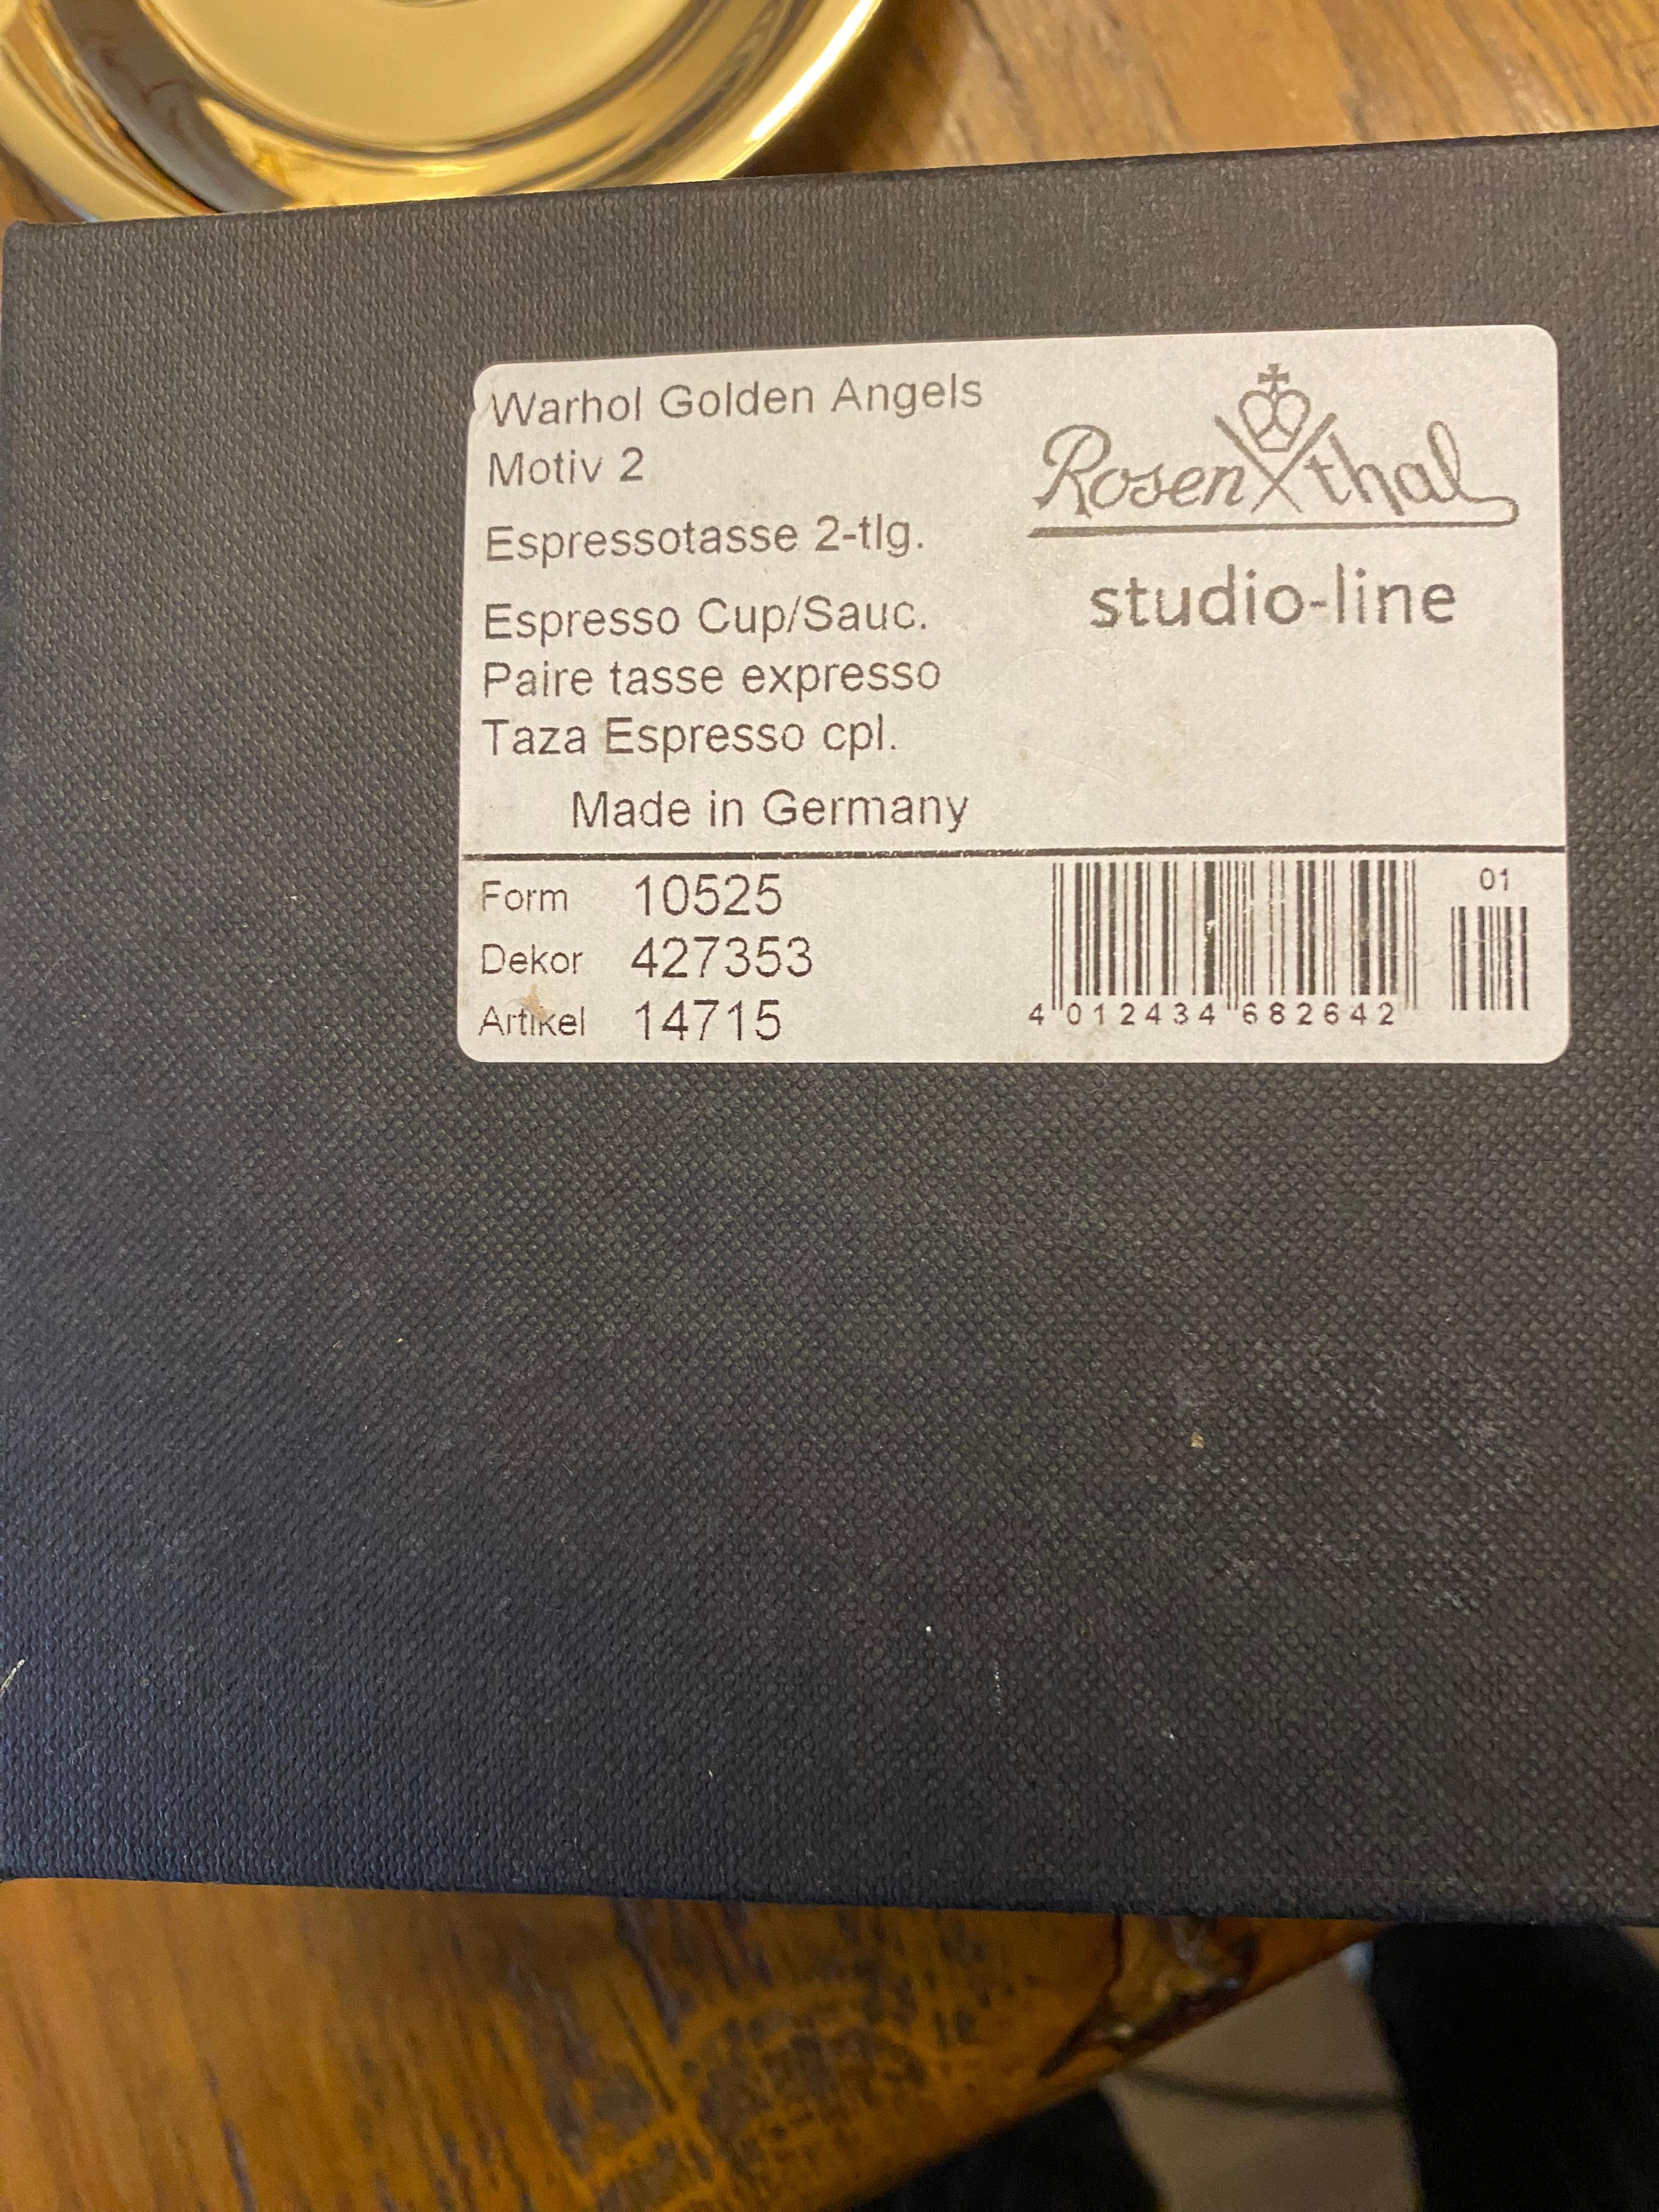 Warhol Golden Angels
Motiv 2
Espressotasse 2-tlg.
Espresso Cup/Sauc.
Paire tasse expresso
Taza Espresso cpl.
Made in Germany
Rosenthal
studio-line
Form 10525
Dekor 427353
Artikel 14715
4 012434 682642
01